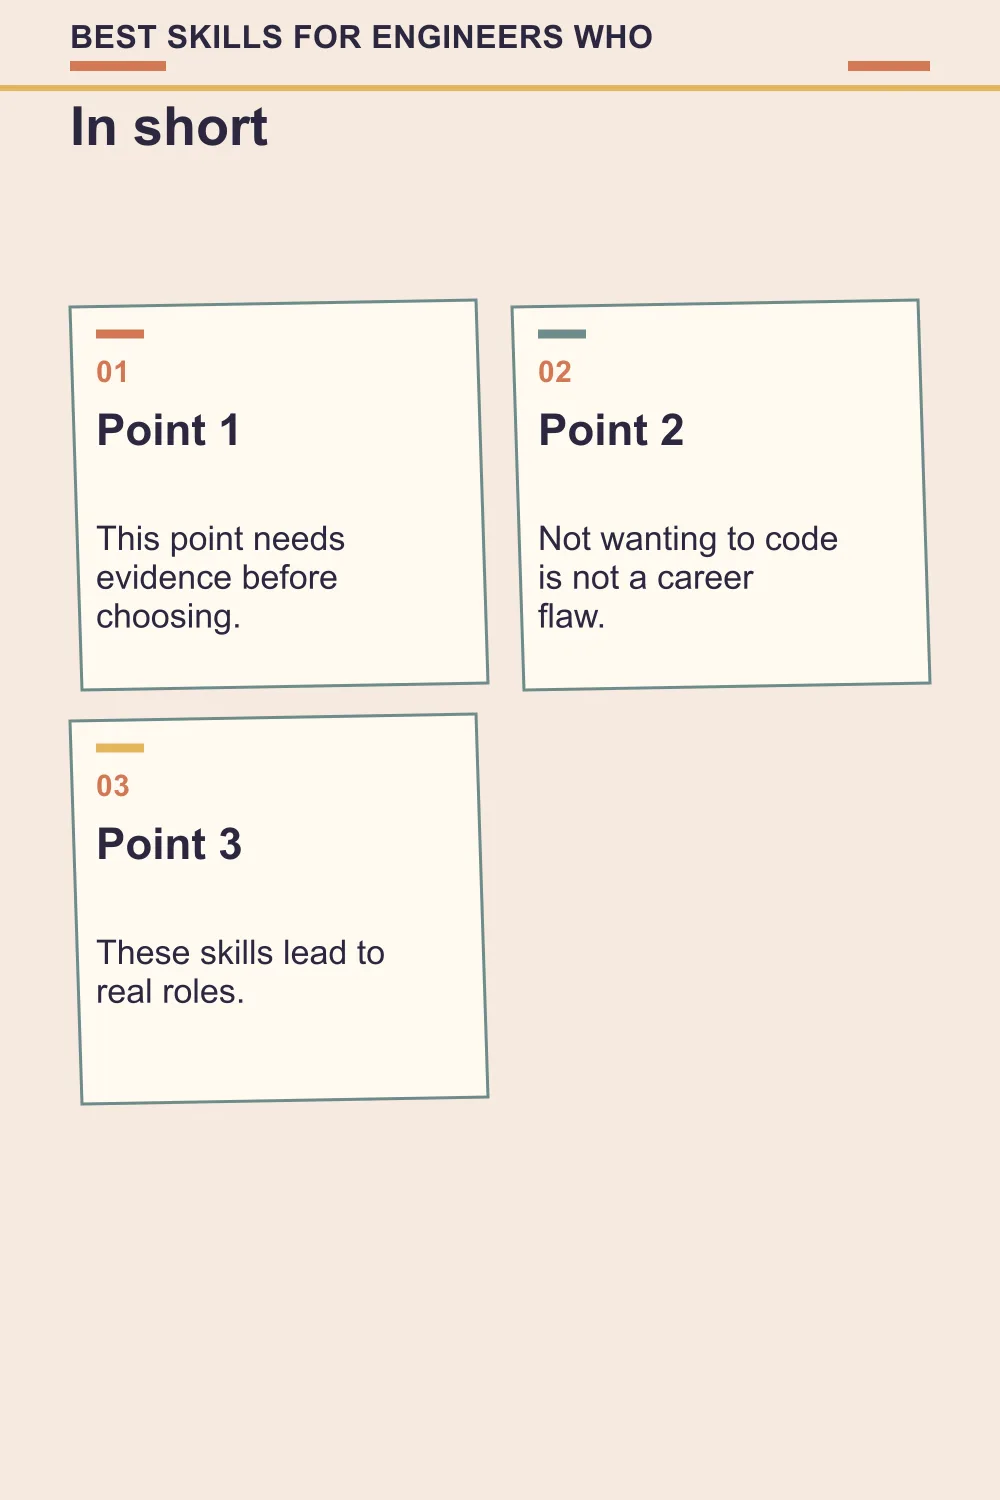 BEST SKILLS FOR ENGINEERS WHO
In short
01
Point 1
This point needs
evidence before
choosing.
02
Point 2
Not wanting to code
is not a career
flaw.
03
Point 3
These skills lead to
real roles.